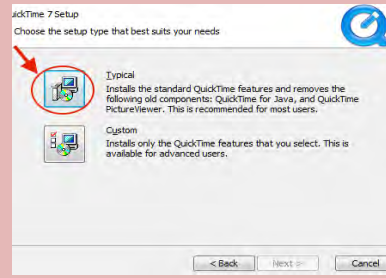 uickTime 7 Setup
Choose the setup type that best suits your needs
Typical
Installs the standard QuickTime features and removes the
following old components: QuickTime for Java, and QuickTime
PictureViewer. This is recommended for most users.
Custom
Installs only the QuickTime features that you select. This is
available for advanced users.
< Back Next > Cancel